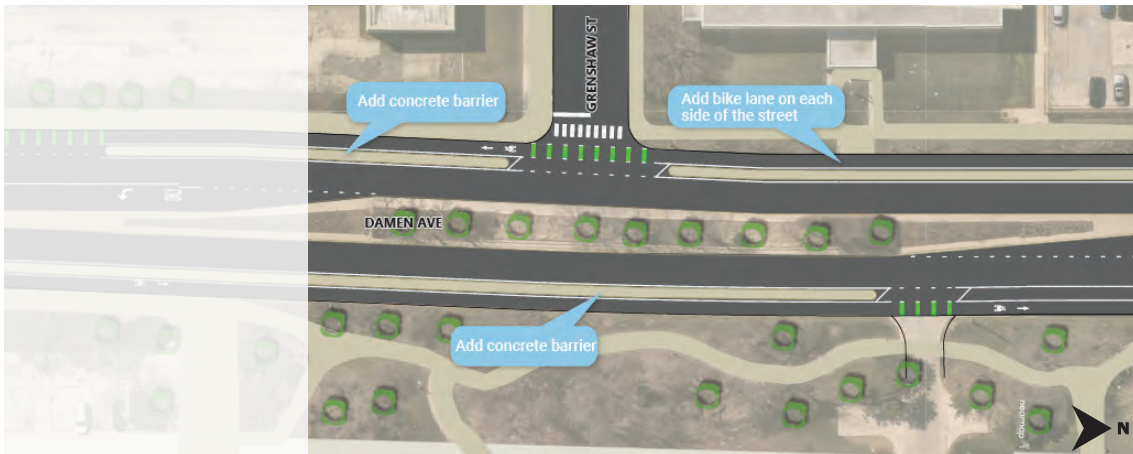 GRENSHAW ST
Add concrete barrier
Add bike lane on each
side of the street
DAMEN AVE
Add concrete barrier
nearmap
N